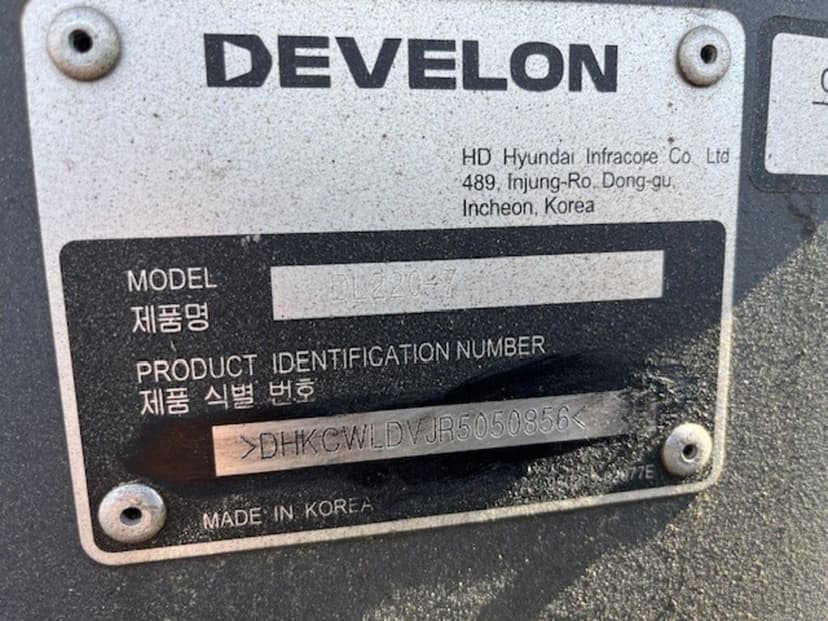 DEVELON
HD Hyundai Infracore Co. Ltd
489, Injung-Ro. Dong-gu,
Incheon, Korea
MODEL
제품명
DL220-7
PRODUCT IDENTIFICATION NUMBER
제품 식별 번호
>DHKCWLDVJR5050856<
MADE IN KOREA